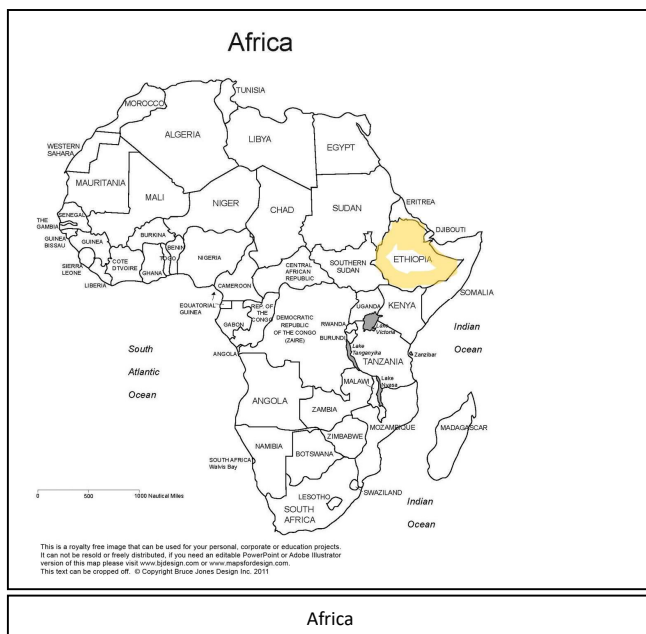 Africa
TUNISIA
MOROCCO
ALGERIA
LIBYA
EGYPT
WESTERN
SAHARA
MAURITANIA
MALI
NIGER
CHAD
SUDAN
ERITREA
THE
GAMBIA
SENEGAL
DJIBOUTI
GUINEA
BISSAU
GUINEA
BURKINA
BENIN
TOGO
NIGERIA
ETHIOPIA
SIERRA
LEONE
COTE
D'TVOIRE
GHANA
LIBERIA
CENTRAL
AFRICAN
REPUBLIC
SOUTHERN
SUDAN
CAMEROON
SOMALIA
EQUATORIAL
GUINEA
REP. OF
THE
CONGO
GABON
DEMOCRATIC
REPUBLIC
OF THE CONGO
(ZAIRE)
UGANDA
KENYA
RWANDA
BURUNDI
Lake
Victoria
Lake
Tanganyika
TANZANIA
Zanzibar
Indian
Ocean
South
Atlantic
Ocean
ANGOLA
ANGOLA
MALAWI
Lake
Nyasa
ZAMBIA
MOZAMBIQUE
MADAGASCAR
ZIMBABWE
NAMIBIA
BOTSWANA
SOUTH AFRICA
Walvis Bay
SWAZILAND
LESOTHO
SOUTH
AFRICA
Indian
Ocean
0 500 1000 Nautical Miles
This is a royalty free image that can be used for your personal, corporate or education projects.
It can not be resold or freely distributed, if you need an editable PowerPoint or Adobe Illustrator
version of this map please visit www.bjdesign.com or www.mapsfordesign.com.
This text can be cropped off. © Copyright Bruce Jones Design Inc. 2011
Africa